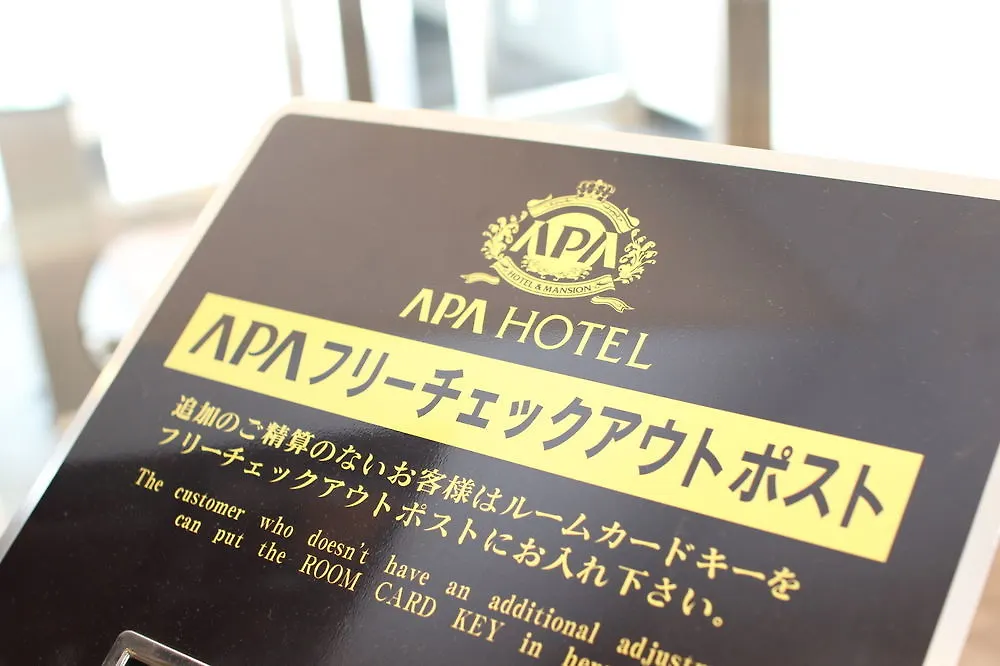 APA
HOTEL & MANSION
APA HOTEL
APAフリーチェックアウトポスト
追加のご精算のないお客様はルームカードキーを
フリーチェックアウトポストにお入れ下さい。
The customer who doesn't have an additional
can put the ROOM CARD KEY in